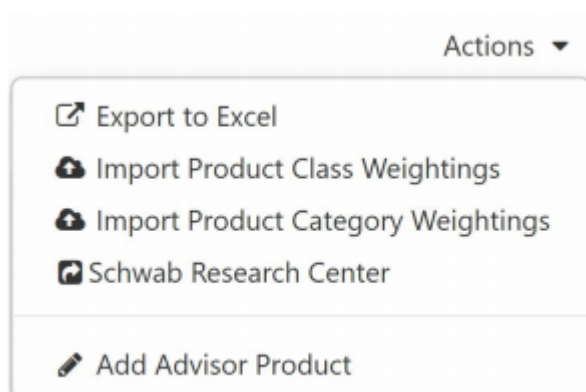 Actions
Export to Excel
Import Product Class Weightings
Import Product Category Weightings
Schwab Research Center
Add Advisor Product